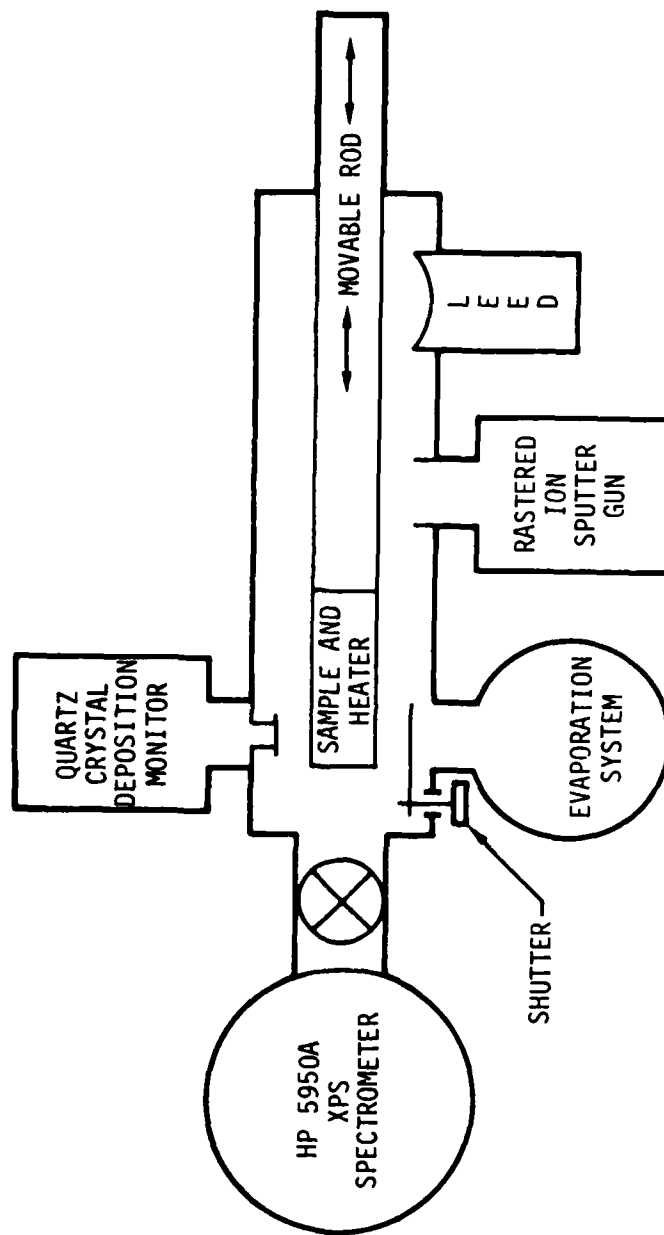 QUARTZ
CRYSTAL
DEPOSITION
MONITOR
HP 5950A
XPS
SPECTROMETER
SAMPLE AND
HEATER
MOVABLE ROD
SHUTTER
EVAPORATION
SYSTEM
RASTERED
ION
SPUTTER
GUN
L
E
E
D